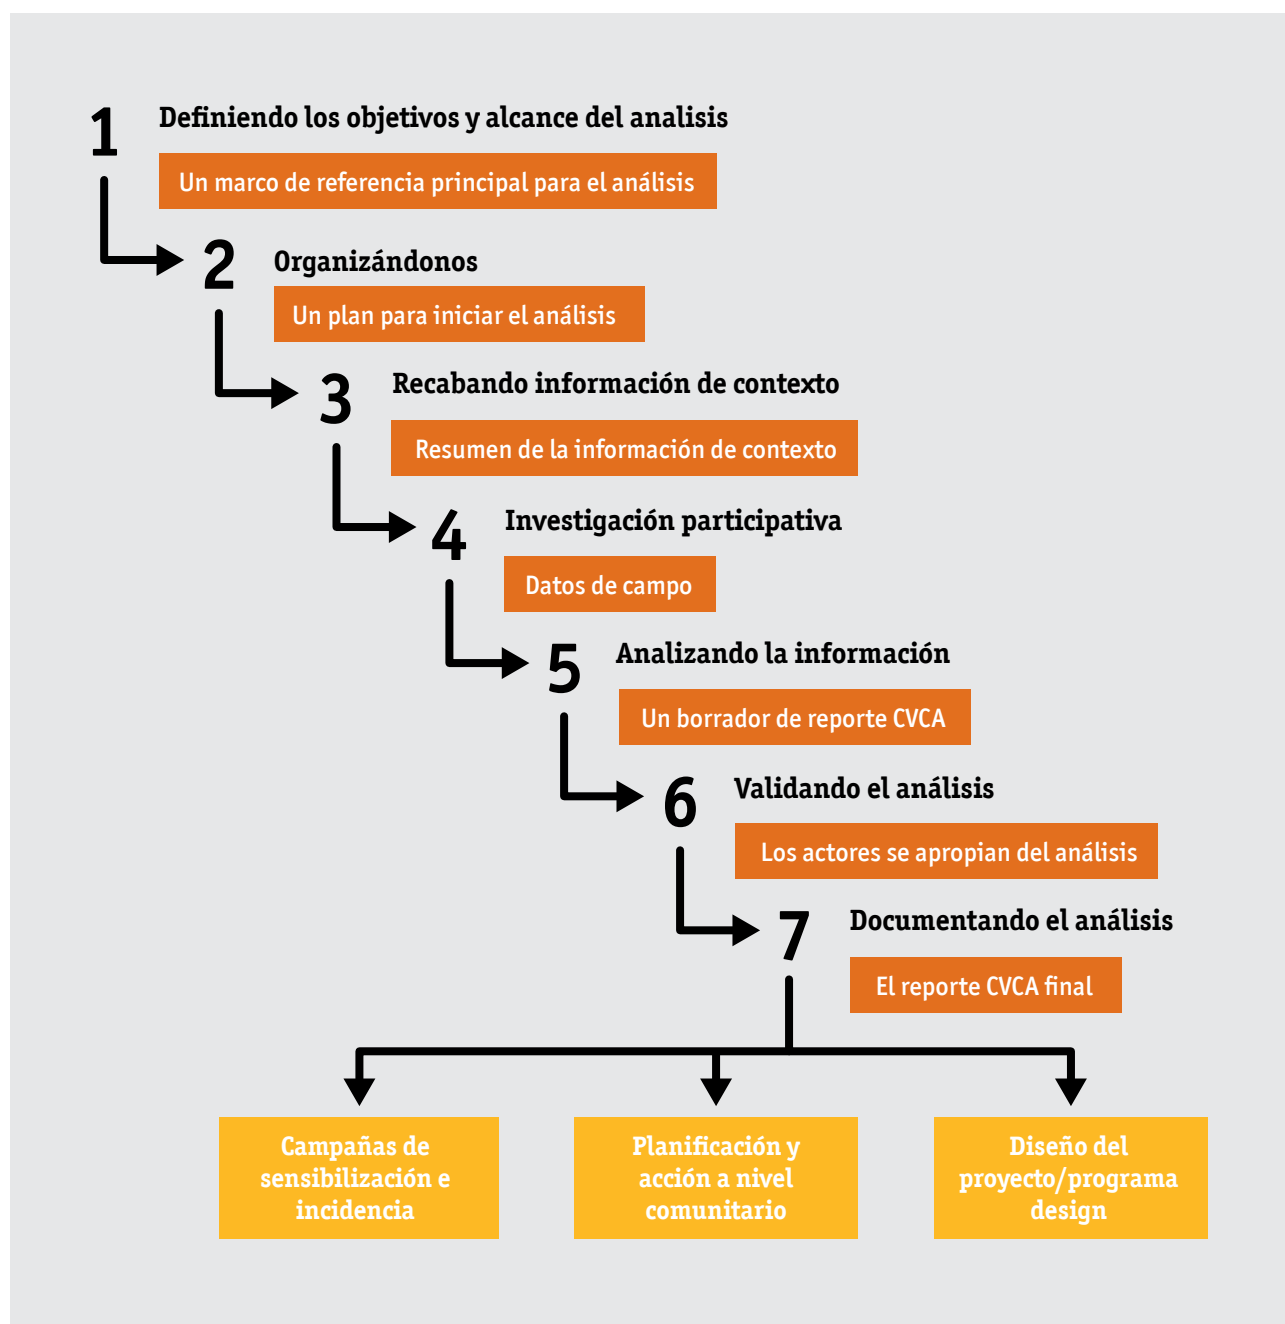 1
Definiendo los objetivos y alcance del analisis
Un marco de referencia principal para el análisis
2
Organizándonos
Un plan para iniciar el análisis
3
Recabando información de contexto
Resumen de la información de contexto
4
Investigación participativa
Datos de campo
5
Analizando la información
Un borrador de reporte CVCA
6
Validando el análisis
Los actores se apropian del análisis
7
Documentando el análisis
El reporte CVCA final
Campañas de
sensibilización e
incidencia
Planificación y
acción a nivel
comunitario
Diseño del
proyecto/programa
design